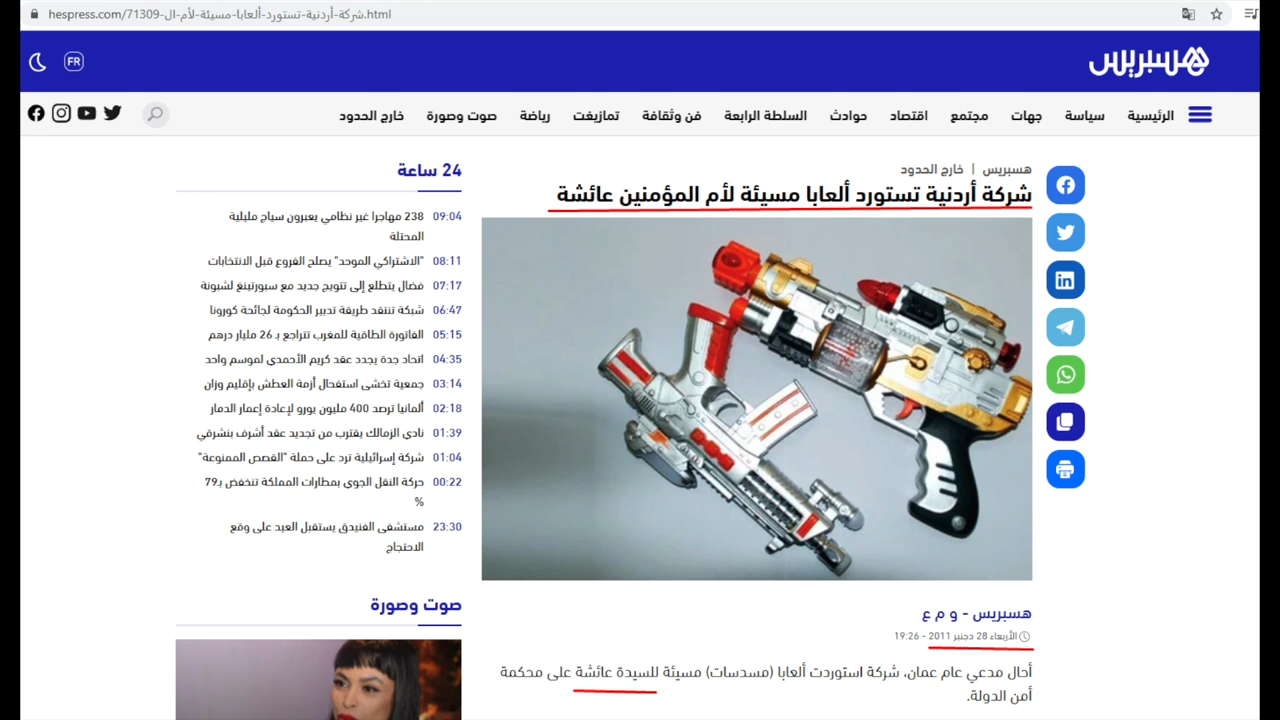 hespress.com/71309-شركة-أردنية-تستورد-ألعابا-مسيئة-لأم-ال.html
FR
هسبريس
الرئيسية سياسة جهات مجتمع اقتصاد حوادث السلطة الرابعة فن وثقافة تمازيغت رياضة صوت وصورة خارج الحدود
هسبريس | خارج الحدود
شركة أردنية تستورد ألعابا مسيئة لأم المؤمنين عائشة
هسبريس - و م ع
الأربعاء 28 دجنبر 2011 - 19:26
أحال مدعي عام عمان، شركة استوردت ألعابا (مسدسات) مسيئة للسيدة عائشة على محكمة
أمن الدولة.
24 ساعة
09:04 238 مهاجرا غير نظامي يعبرون سياج مليلية
المحتلة
08:11 "الاشتراكي الموحد" يصلح الفروع قبل الانتخابات
07:17 فضال يتطلع إلى تتويج جديد مع سبورتينغ لشبونة
06:47 شبكة تنتقد طريقة تدبير الحكومة لجائحة كورونا
05:15 الفاتورة الطاقية للمغرب تتراجع بـ 26 مليار درهم
04:35 اتحاد جدة يجدد عقد كريم الأحمدي لموسم واحد
03:14 جمعية تخشى استفحال أزمة العطش بإقليم وزان
02:18 ألمانيا ترصد 400 مليون يورو لإعادة إعمار الدمار
01:39 نادي الزمالك يقترب من تجديد عقد أشرف بنشرقي
01:04 شركة إسرائيلية ترد على حملة "القصص الممنوعة"
00:22 حركة النقل الجوي بمطارات المملكة تنخفض بـ79
%
23:30 مستشفى الفنيدق يستقبل العيد على وقع
الاحتجاج
صوت وصورة